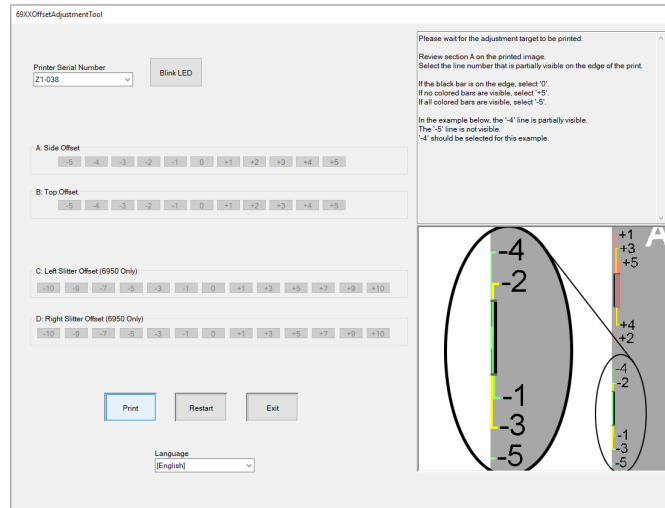 69XXOffsetAdjustmentTool
Printer Serial Number
Z1-038
Blink LED
A: Side Offset
-5 -4 -3 -2 -1 0 +1 +2 +3 +4 +5
B: Top Offset
-5 -4 -3 -2 -1 0 +1 +2 +3 +4 +5
C: Left Slitter Offset (6950 Only)
-10 -9 -7 -5 -3 -1 0 +1 +3 +5 +7 +9 +10
D: Right Slitter Offset (6950 Only)
-10 -9 -7 -5 -3 -1 0 +1 +3 +5 +7 +9 +10
Print Restart Exit
Language
[English]
Please wait for the adjustment target to be printed.
Review section A on the printed image.
Select the line number that is partially visible on the edge of the print.
If the black bar is on the edge, select '0'.
If no colored bars are visible, select '+5'.
If all colored bars are visible, select '-5'.
In the example below, the '-4' line is partially visible.
The '-5' line is not visible.
'-4' should be selected for this example.
-4
-2
-1
-3
-5
A
+1
+3
+5
+4
+2
-4
-2
-1
-3
-5